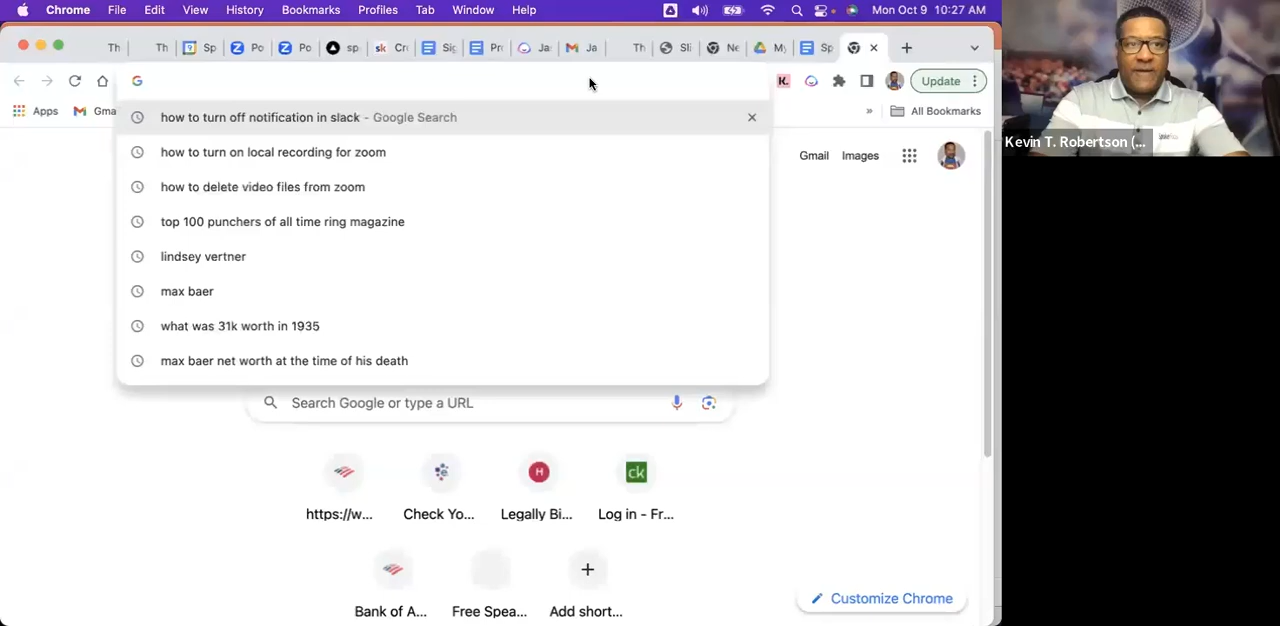 Chrome File Edit View History Bookmarks Profiles Tab Window Help Mon Oct 9 10:27 AM
Th Th Sp Po Po sp sk Cr Sig Pr Ja Ja Th Sli Ne My Sp
G K. Update
Apps Gma » All Bookmarks
how to turn off notification in slack - Google Search
how to turn on local recording for zoom
how to delete video files from zoom
top 100 punchers of all time ring magazine
lindsey vertner
max baer
what was 31k worth in 1935
max baer net worth at the time of his death
Gmail Images
Search Google or type a URL
H ck
https://w... Check Yo... Legally Bi... Log in - Fr...
Bank of A... Free Spea... Add short...
Customize Chrome
Kevin T. Robertson (...